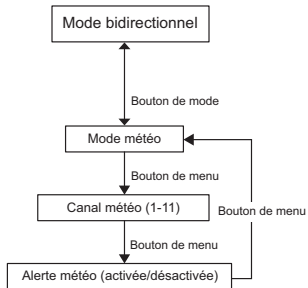 Mode bidirectionnel
Bouton de mode
Mode météo
Bouton de menu
Canal météo (1-11)
Bouton de menu
Bouton de menu
Alerte météo (activée/désactivée)